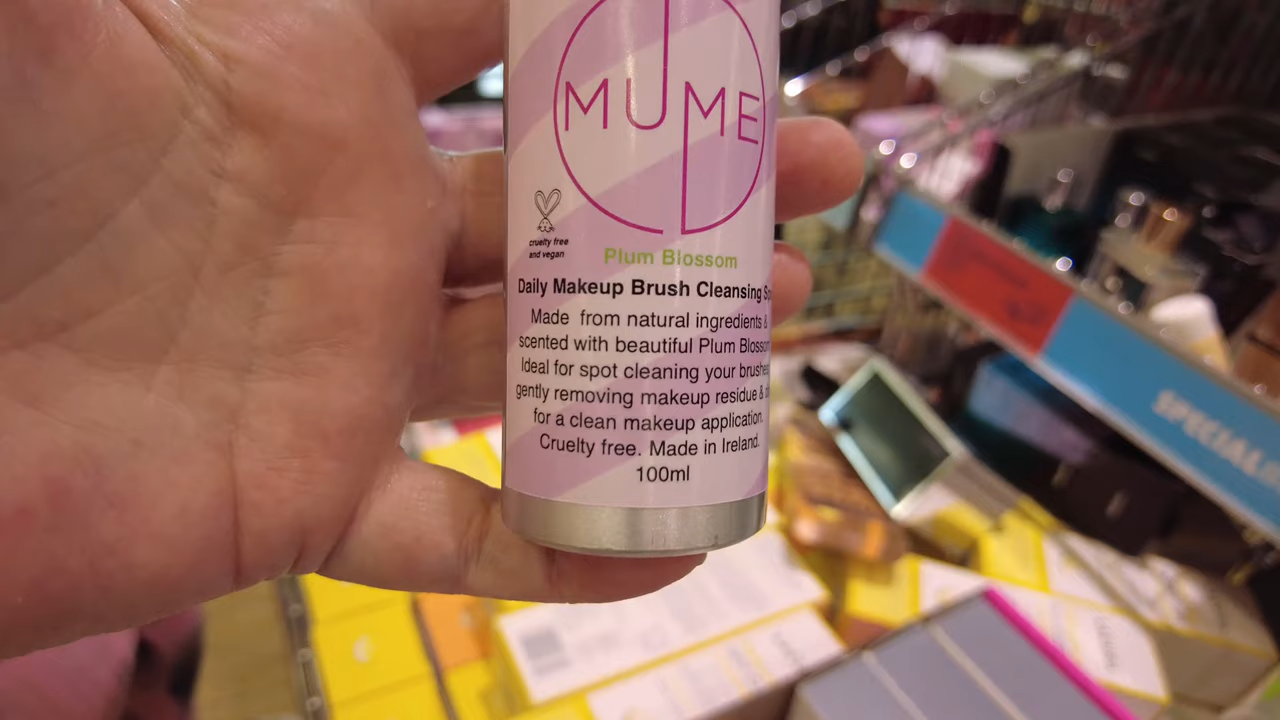 MUME
cruelty free
and vegan
Plum Blossom
Daily Makeup Brush Cleansing
Made from natural ingredients &
scented with beautiful Plum Blossom
Ideal for spot cleaning your brushes
gently removing makeup residue &
for a clean makeup application.
Cruelty free. Made in Ireland.
100ml